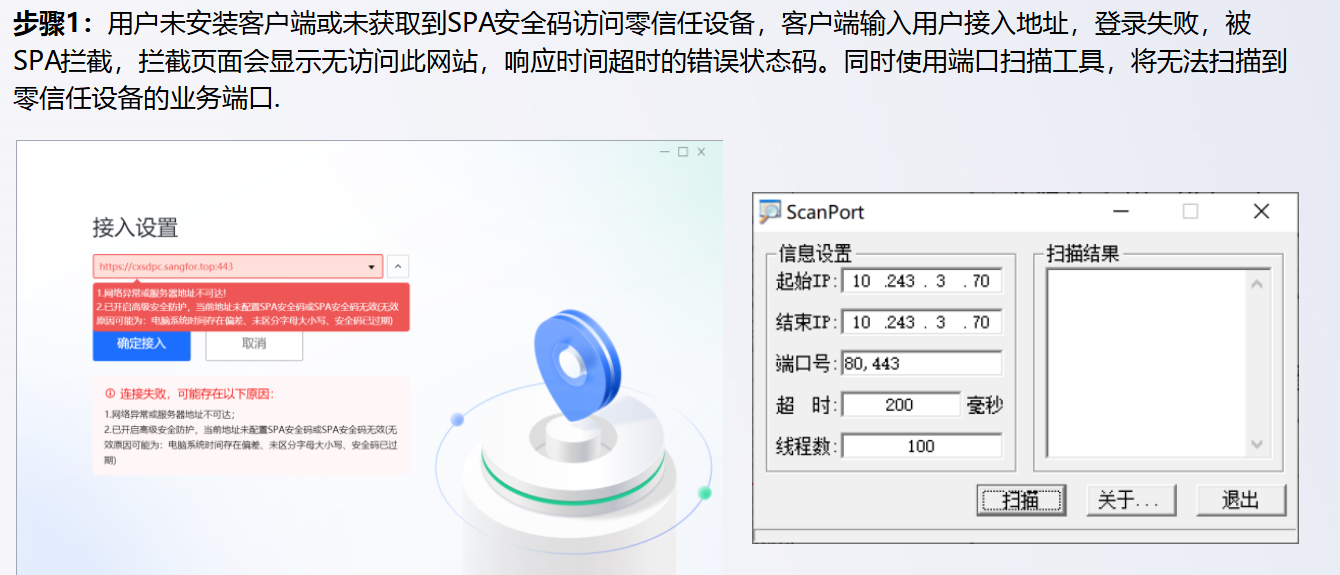 步骤1：用户未安装客户端或未获取到SPA安全码访问零信任设备，客户端输入用户接入地址，登录失败，被
SPA拦截，拦截页面会显示无访问此网站，响应时间超时的错误状态码。同时使用端口扫描工具，将无法扫描到
零信任设备的业务端口.
接入设置
https://cxsdpc.sangfor.top:443
1.网络异常或服务器地址不可达!
2.已开启高级安全防护，当前地址未配置SPA安全码或SPA安全码无效(无效
原因可能为：电脑系统时间存在偏差、未区分字母大小写、安全码已过期)
确定接入
取消
连接失败，可能存在以下原因：
1.网络异常或服务器地址不可达；
2.已开启高级安全防护，当前地址未配置SPA安全码或SPA安全码无效(无
效原因可能为：电脑系统时间存在偏差、未区分字母大小写、安全码已过
期)
ScanPort
信息设置
起始IP: 10 .243 . 3 . 70
结束IP: 10 .243 . 3 . 70
端口号: 80,443
超 时: 200 毫秒
线程数: 100
扫描结果
扫描
关于...
退出